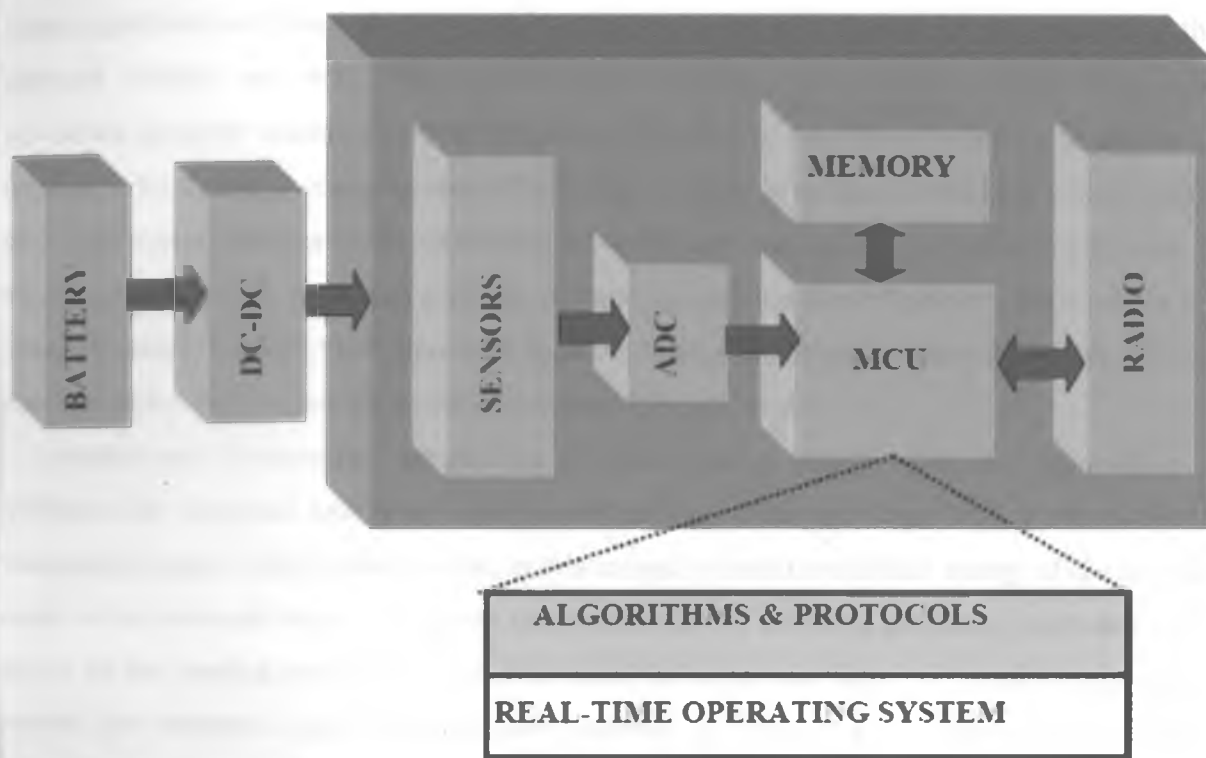 BATTERY
DC-DC
SENSORS
ADC
MEMORY
MCU
RADIO
ALGORITHMS & PROTOCOLS
REAL-TIME OPERATING SYSTEM